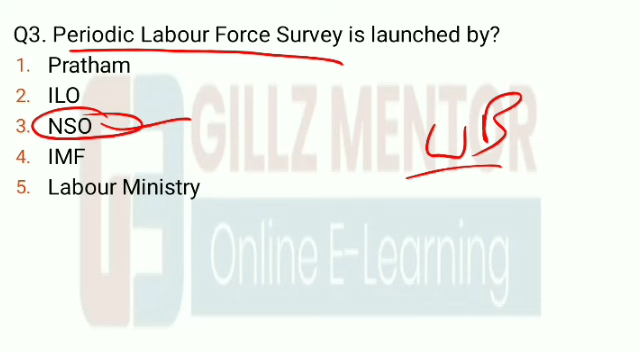 Q3. Periodic Labour Force Survey is launched by?
1. Pratham
2. ILO
3. NSO
4. IMF
5. Labour Ministry
UB
GILLZ MENTOR
Online E-Learning